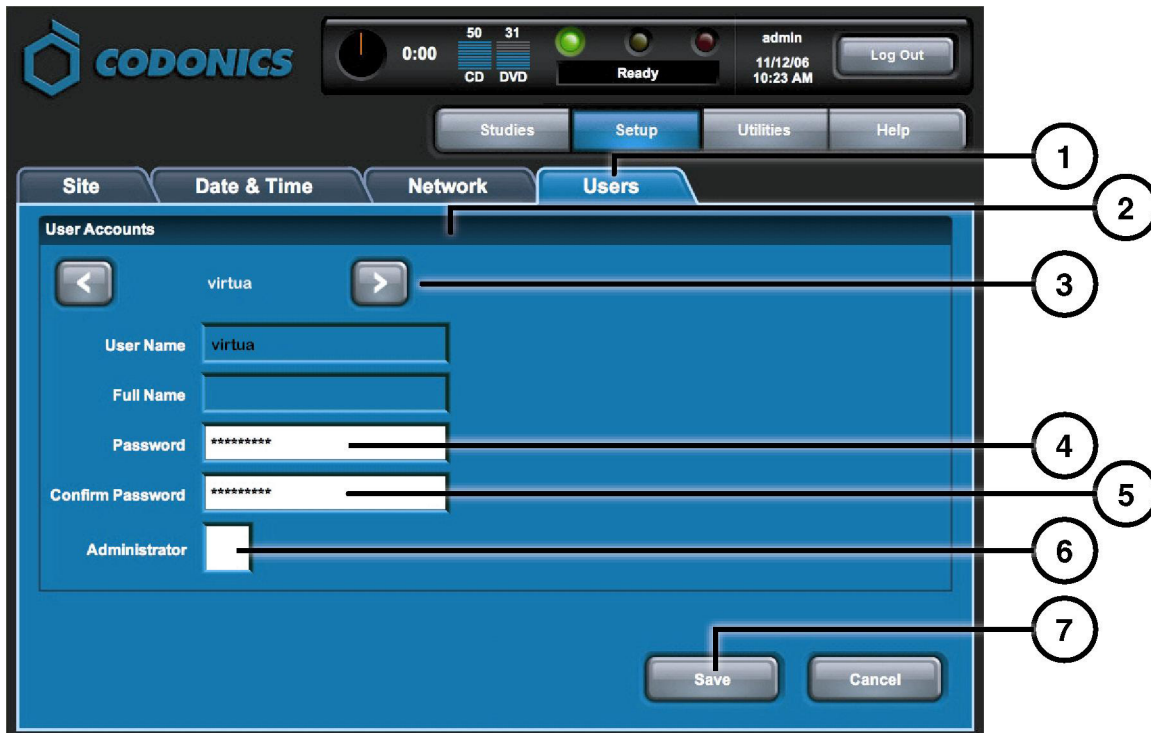 CODONICS
0:00
50 31
CD DVD
Ready
admin
11/12/06
10:23 AM
Log Out
Studies Setup Utilities Help
Site Date & Time Network Users
User Accounts
< virtua >
User Name virtua
Full Name
Password *********
Confirm Password *********
Administrator
Save Cancel
1
2
3
4
5
6
7